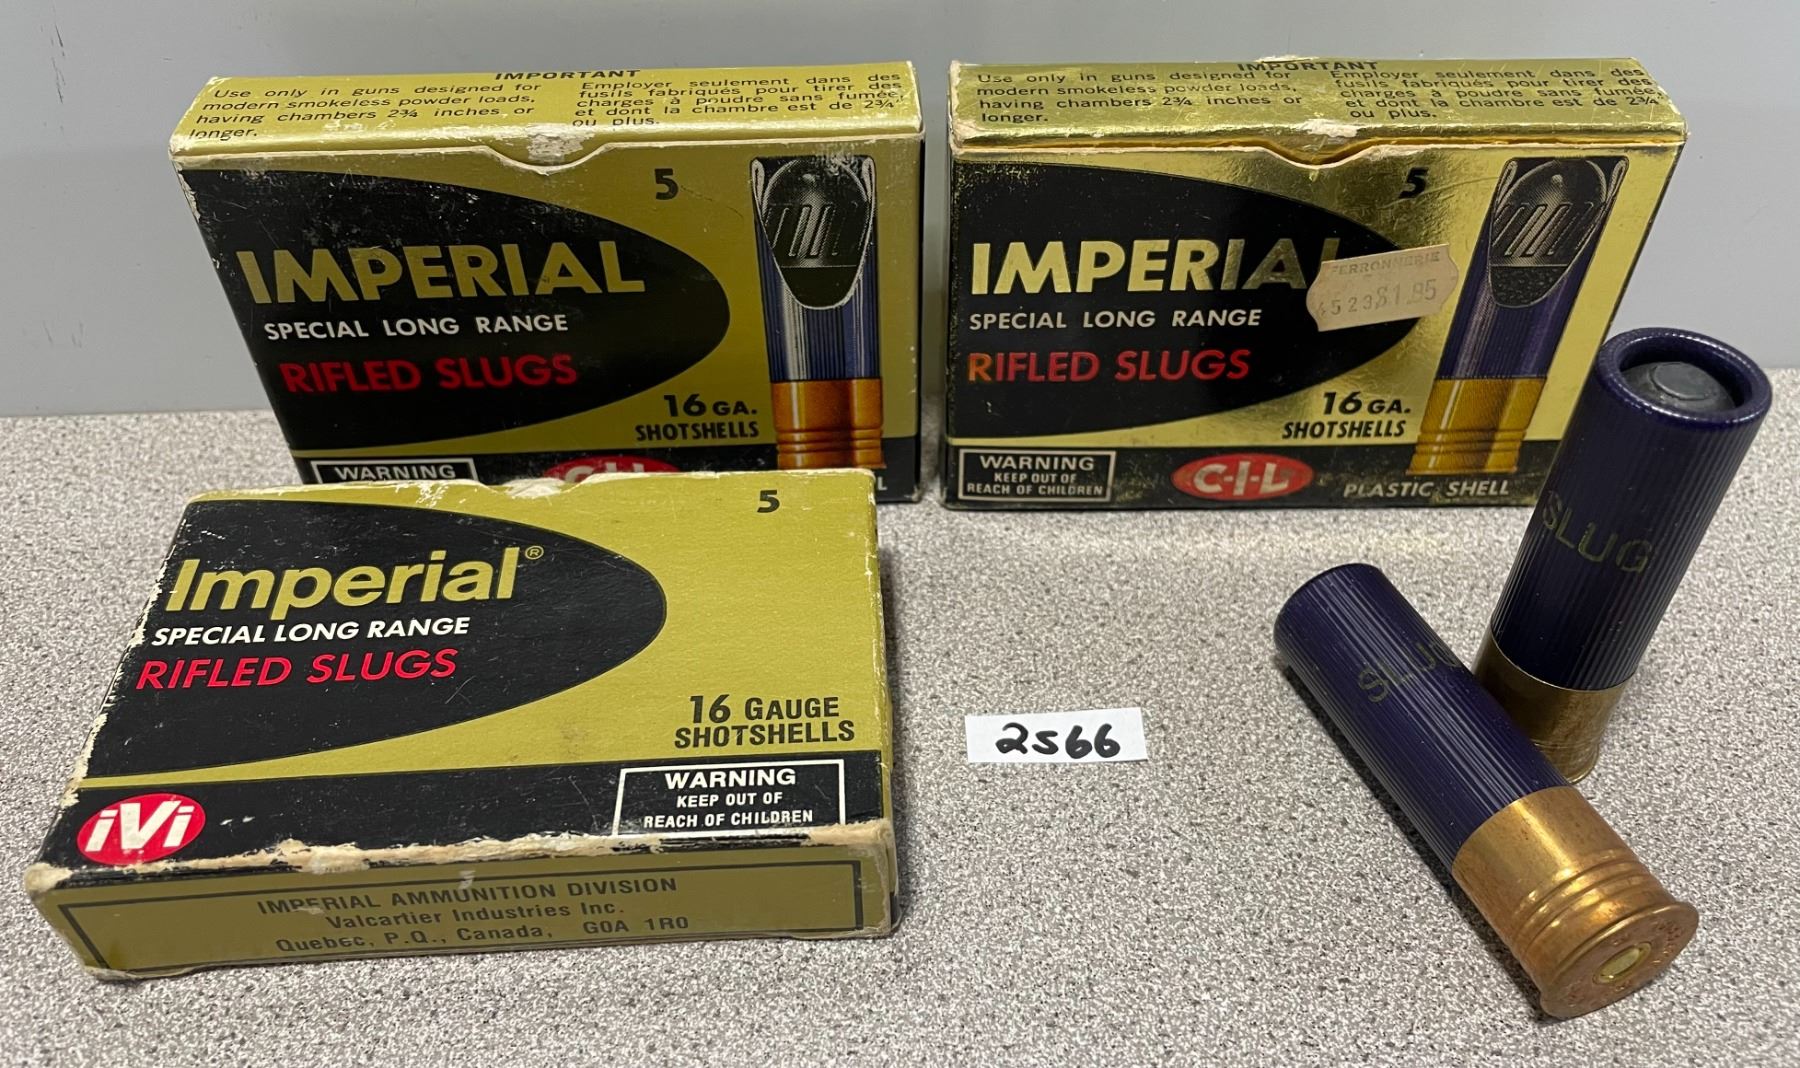 IMPORTANT
Use only in guns designed for
modern smokeless powder loads,
having chambers 2¾ inches or
longer.
Employer seulement dans des
fusils fabriqués pour tirer des
charges à poudre sans fumée,
et dont la chambre est de 2¾
ou plus.
5
IMPERIAL
SPECIAL LONG RANGE
RIFLED SLUGS
16 GA.
SHOTSHELLS
WARNING
C-I-L
IMPORTANT
Use only in guns designed for
modern smokeless powder loads,
having chambers 2¾ inches or
longer.
Employer seulement dans des
fusils fabriqués pour tirer des
charges à poudre sans fumée,
et dont la chambre est de 2¾
ou plus.
5
IMPERIAL
SPECIAL LONG RANGE
RIFLED SLUGS
FERRONNERIE
16 GA.
SHOTSHELLS
WARNING
KEEP OUT OF
REACH OF CHILDREN
C-I-L
PLASTIC SHELL
5
Imperial®
SPECIAL LONG RANGE
RIFLED SLUGS
16 GAUGE
SHOTSHELLS
iVi
WARNING
KEEP OUT OF
REACH OF CHILDREN
IMPERIAL AMMUNITION DIVISION
Valcartier Industries Inc.
Quebec, P.Q., Canada, G0A 1R0
2566
SLUG
SLUG